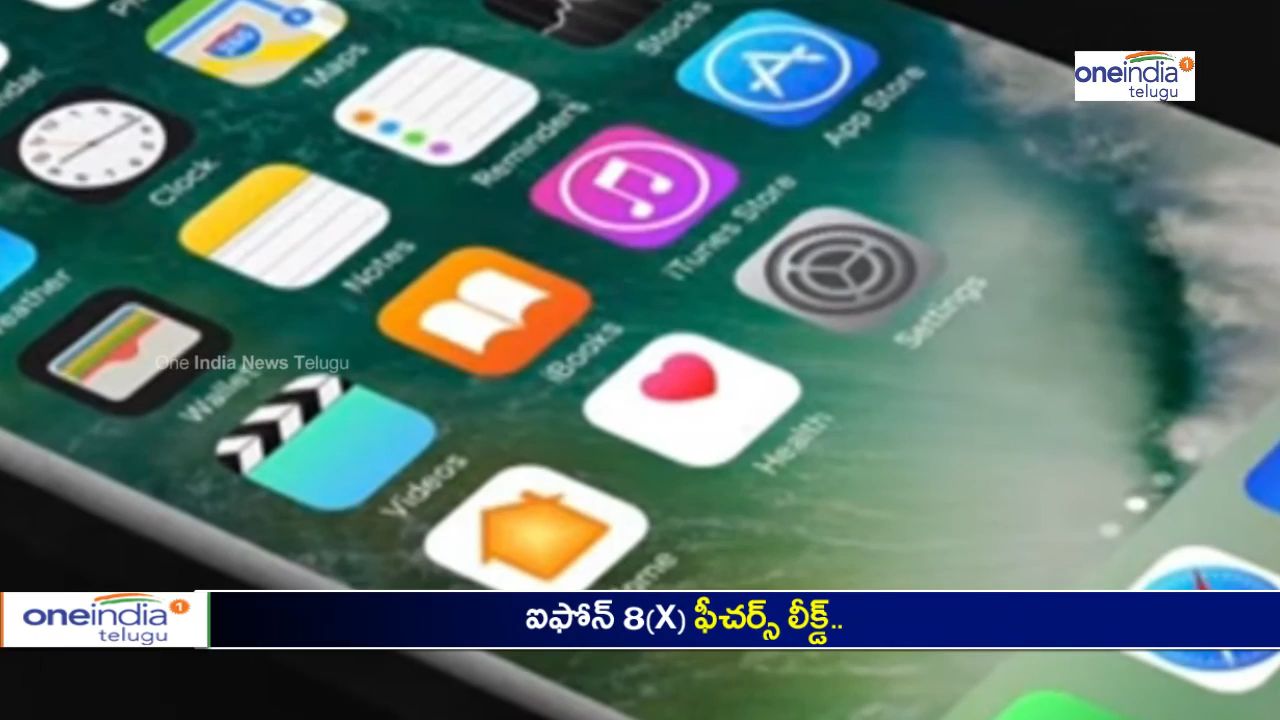 Stocks
Maps
App Store
Reminders
Clock
iTunes Store
Notes
Settings
iBooks
One India News Telugu
Wallet
Health
Videos
oneindia
telugu
oneindia
telugu
ఐఫోన్ 8(X) ఫీచర్స్ లీక్డ్..